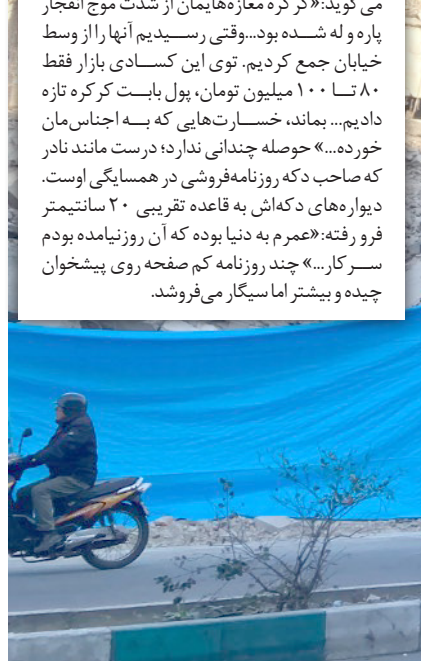 می‌گوید:«کرکره مغازه‌هایمان از شدت موج انفجار
پاره و له شــده بود...وقتی رســیدیم آنها را از وسط
خیابان جمع کردیم. توی این کســادی بازار فقط
۸۰ تــا ۱۰۰ میلیون تومان، پول بابــت کرکره تازه
دادیم... بماند، خســارت‌هایی که بــه اجناس‌مان
خورده...» حوصله چندانی ندارد؛ درست مانند نادر
که صاحب دکه روزنامه‌فروشی در همسایگی اوست.
دیواره‌های دکه‌اش به قاعده تقریبی ۲۰ سانتیمتر
فرو رفته:«عمرم به دنیا بوده که آن روز نیامده بودم
ســر کار...» چند روزنامه کم صفحه روی پیشخوان
چیده و بیشتر اما سیگار می‌فروشد.